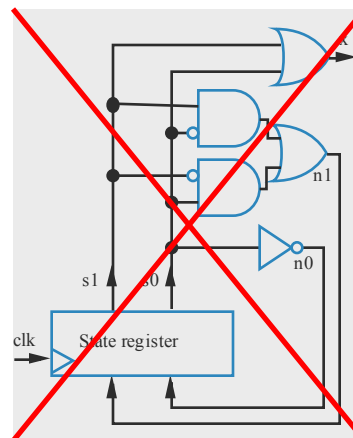 x
n1
n0
s1 s0
clk
State register